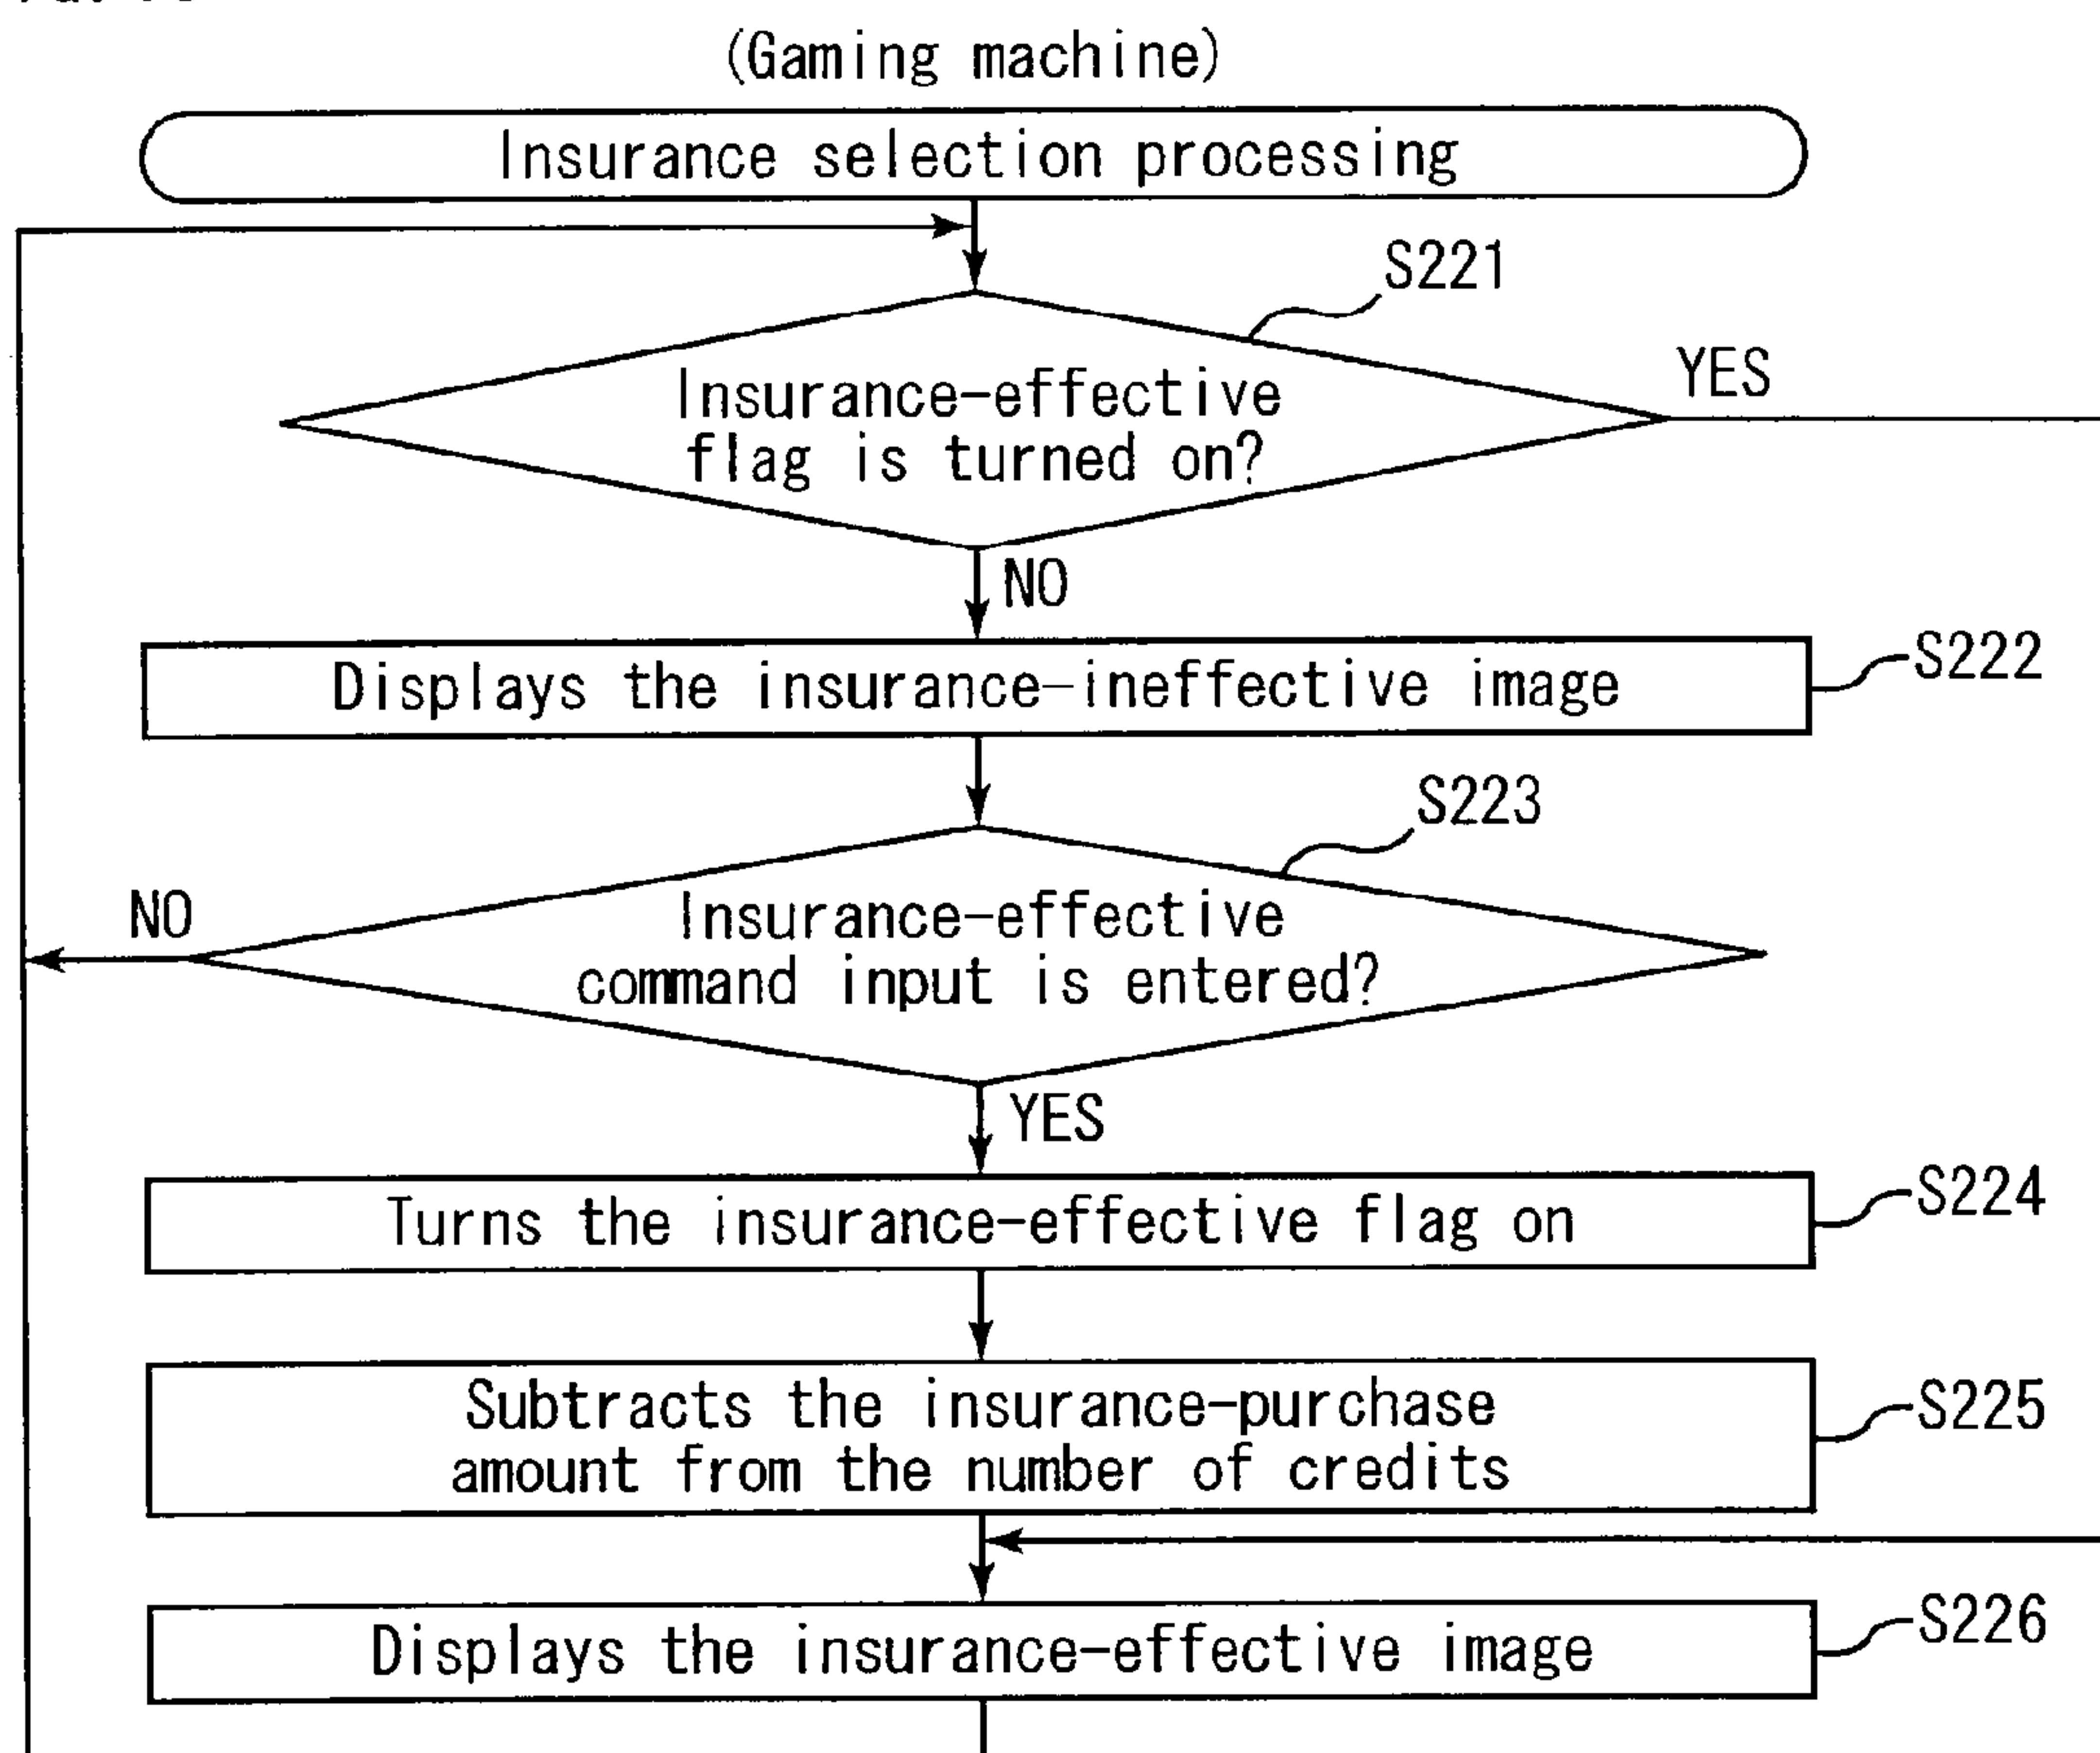 (Gaming machine)
Insurance selection processing
S221
Insurance-effective
flag is turned on?
YES
NO
Displays the insurance-ineffective image
S222
S223
Insurance-effective
command input is entered?
NO
YES
Turns the insurance-effective flag on
S224
Subtracts the insurance-purchase
amount from the number of credits
S225
Displays the insurance-effective image
S226